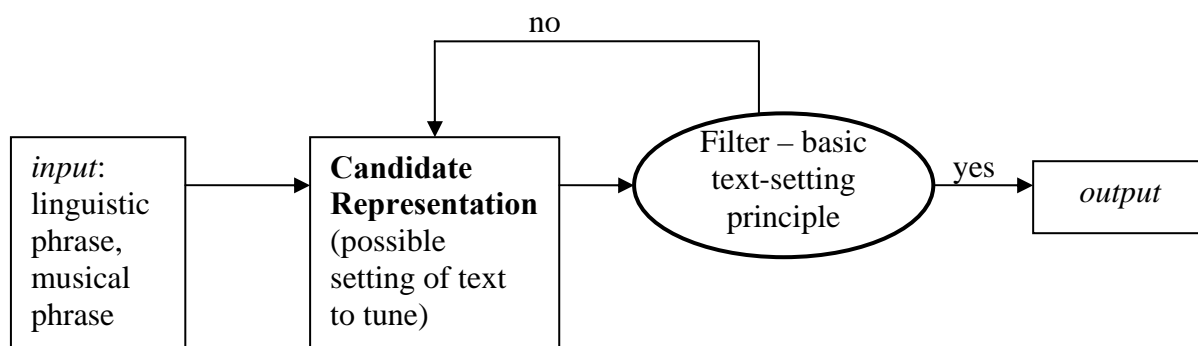 no
input:
linguistic
phrase,
musical
phrase
Candidate
Representation
(possible
setting of text
to tune)
Filter – basic
text-setting
principle
yes
output